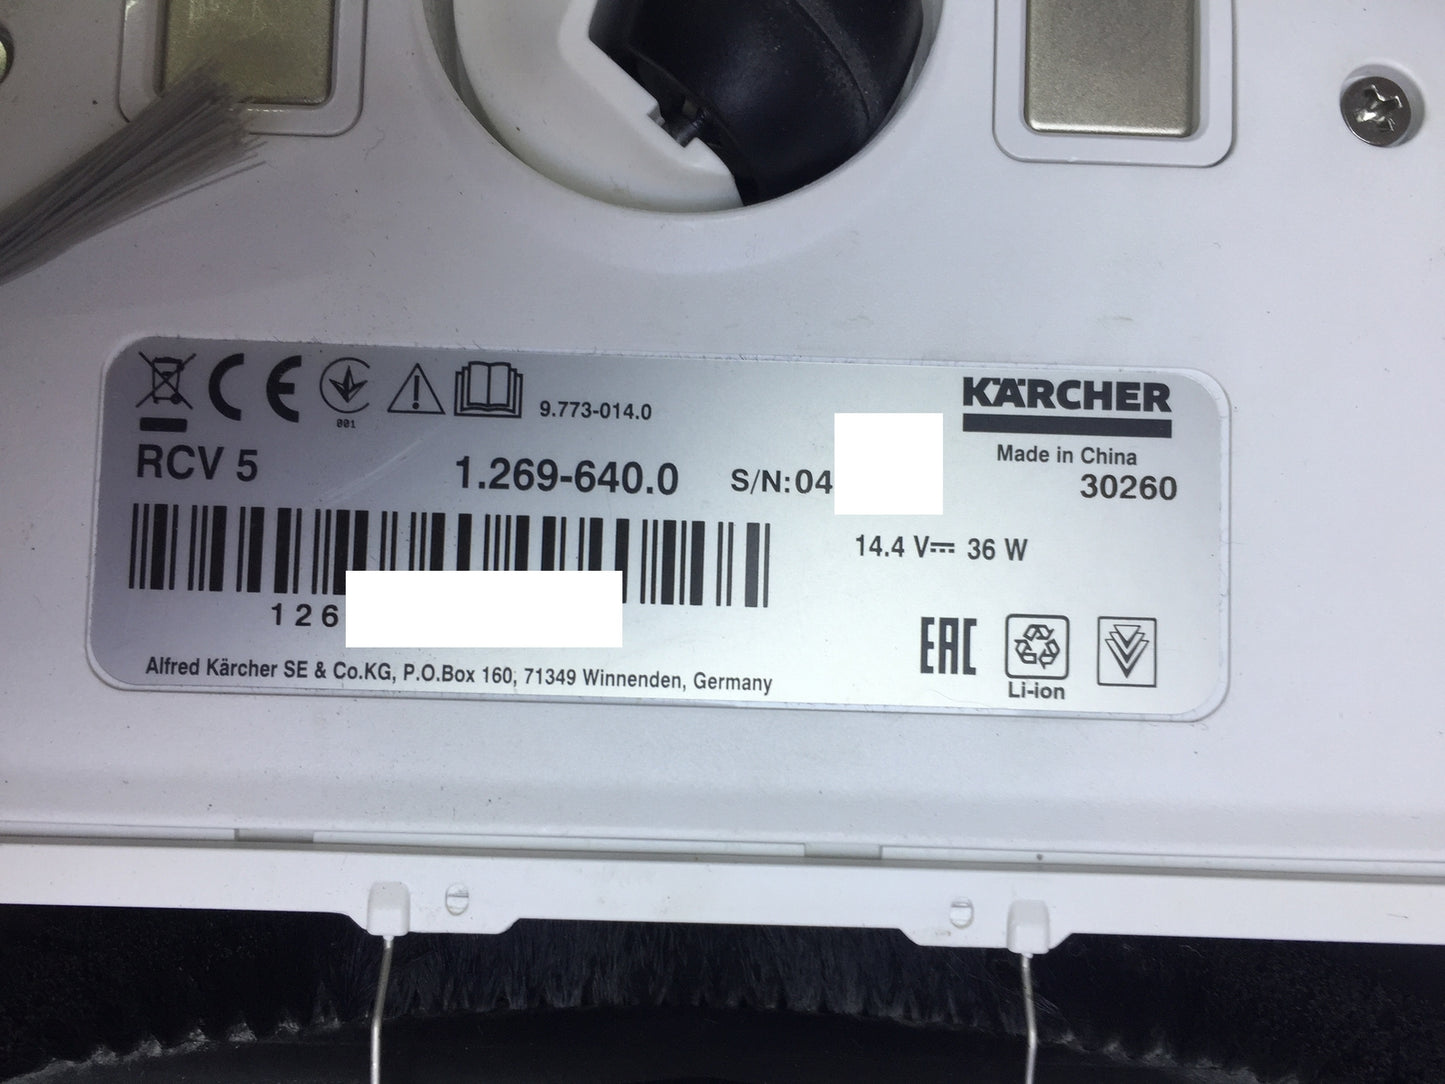 CE
001
9.773-014.0
KÄRCHER
Made in China
30260
RCV 5
1.269-640.0
S/N:04
14.4 V⎓ 36 W
126
EAC
Li-ion
Alfred Kärcher SE & Co.KG, P.O.Box 160, 71349 Winnenden, Germany